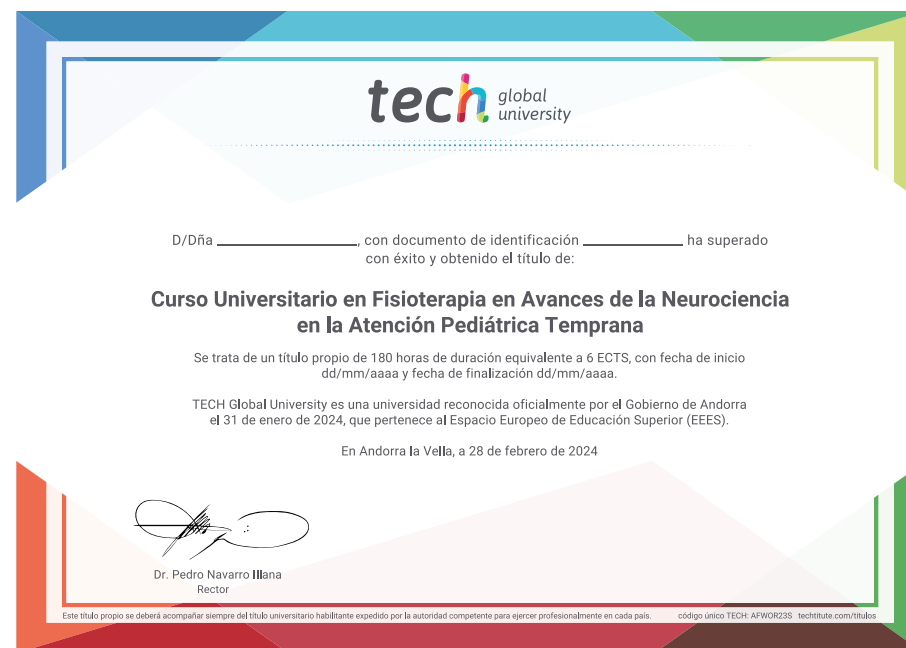 tech global
university
D/Dña ____________________, con documento de identificación ______________ ha superado
con éxito y obtenido el título de:
Curso Universitario en Fisioterapia en Avances de la Neurociencia
en la Atención Pediátrica Temprana
Se trata de un título propio de 180 horas de duración equivalente a 6 ECTS, con fecha de inicio
dd/mm/aaaa y fecha de finalización dd/mm/aaaa.
TECH Global University es una universidad reconocida oficialmente por el Gobierno de Andorra
el 31 de enero de 2024, que pertenece al Espacio Europeo de Educación Superior (EEES).
En Andorra la Vella, a 28 de febrero de 2024
Dr. Pedro Navarro Illana
Rector
Este título propio se deberá acompañar siempre del título universitario habilitante expedido por la autoridad competente para ejercer profesionalmente en cada país. código único TECH: AFWOR23S techtitute.com/titulos